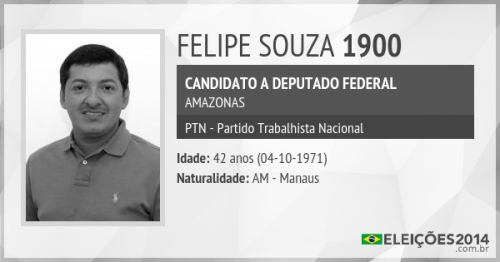 FELIPE SOUZA 1900
CANDIDATO A DEPUTADO FEDERAL
AMAZONAS
PTN - Partido Trabalhista Nacional
Idade: 42 anos (04-10-1971)
Naturalidade: AM - Manaus
ELEIÇÕES2014
.com.br